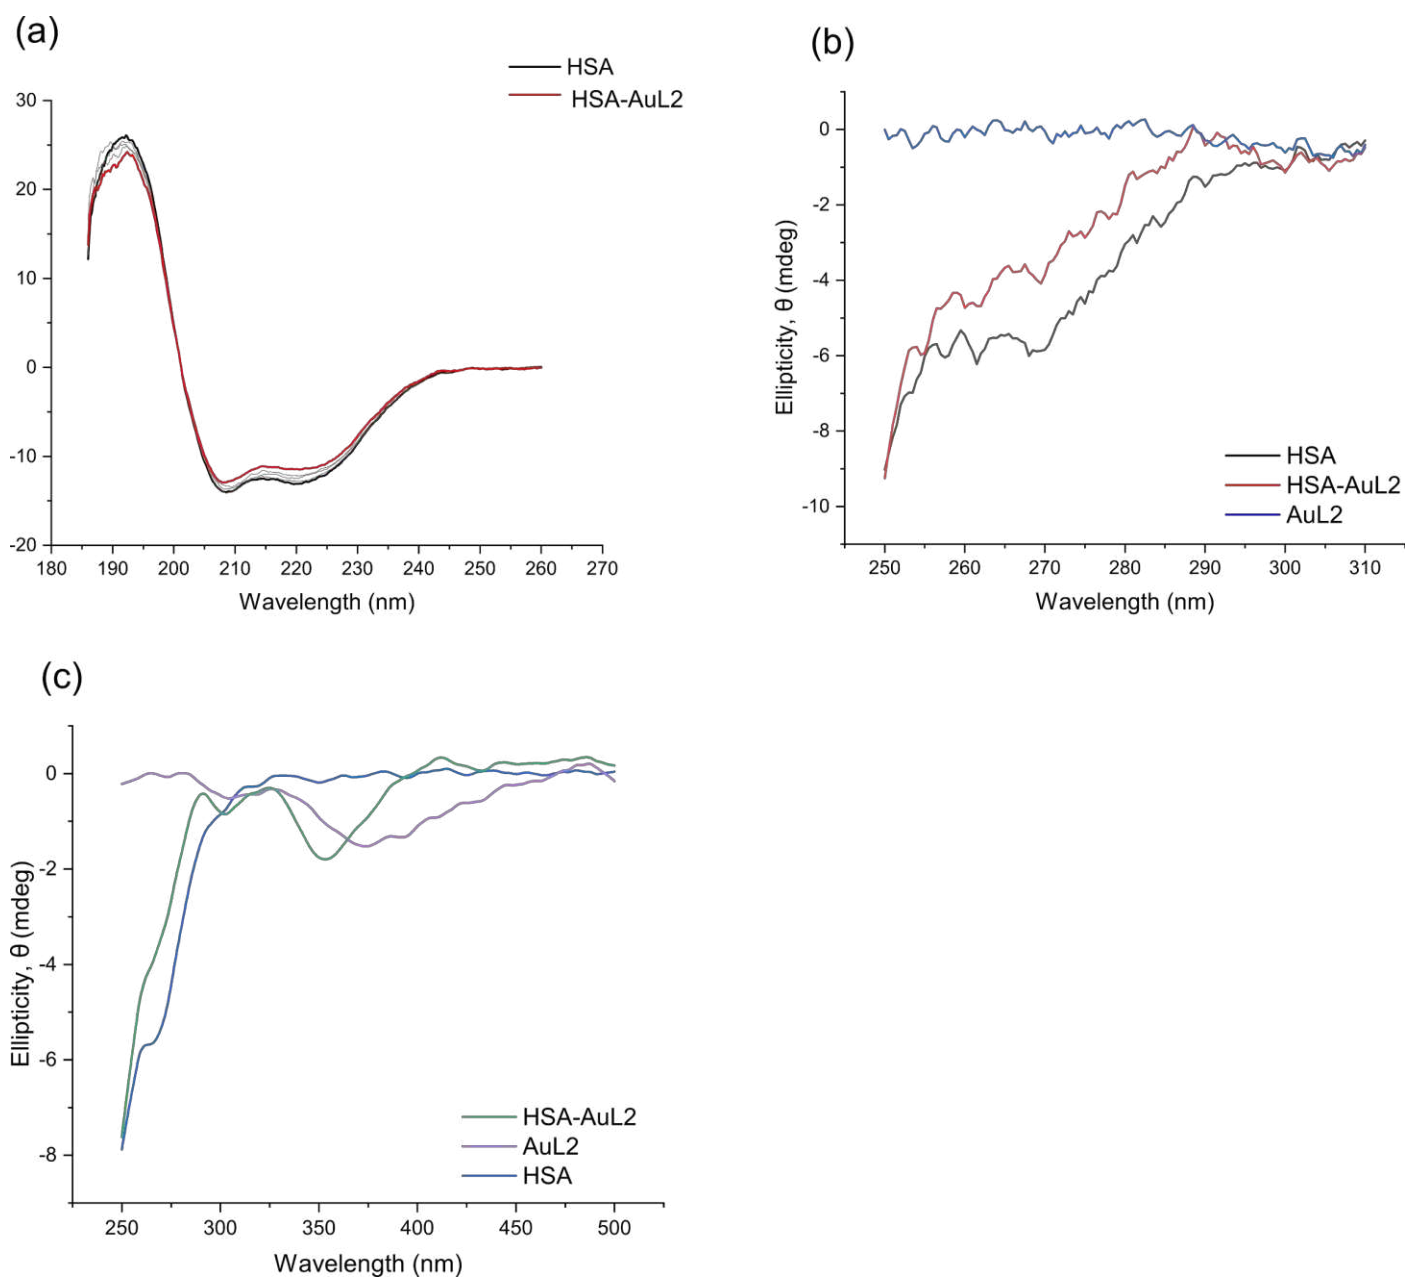 (a)
HSA
HSA-AuL2
30
20
10
0
-10
-20
180 190 200 210 220 230 240 250 260 270
Wavelength (nm)
(b)
0
-2
-4
-6
-8
-10
Ellipticity, θ (mdeg)
HSA
HSA-AuL2
AuL2
250 260 270 280 290 300 310
Wavelength (nm)
(c)
0
-2
-4
-6
-8
Ellipticity, θ (mdeg)
HSA-AuL2
AuL2
HSA
250 300 350 400 450 500
Wavelength (nm)